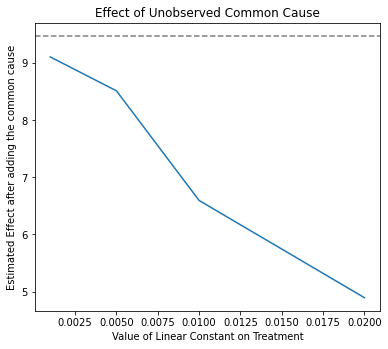 Effect of Unobserved Common Cause
Estimated Effect after adding the common cause
9
8
7
6
5
0.0025 0.0050 0.0075 0.0100 0.0125 0.0150 0.0175 0.0200
Value of Linear Constant on Treatment